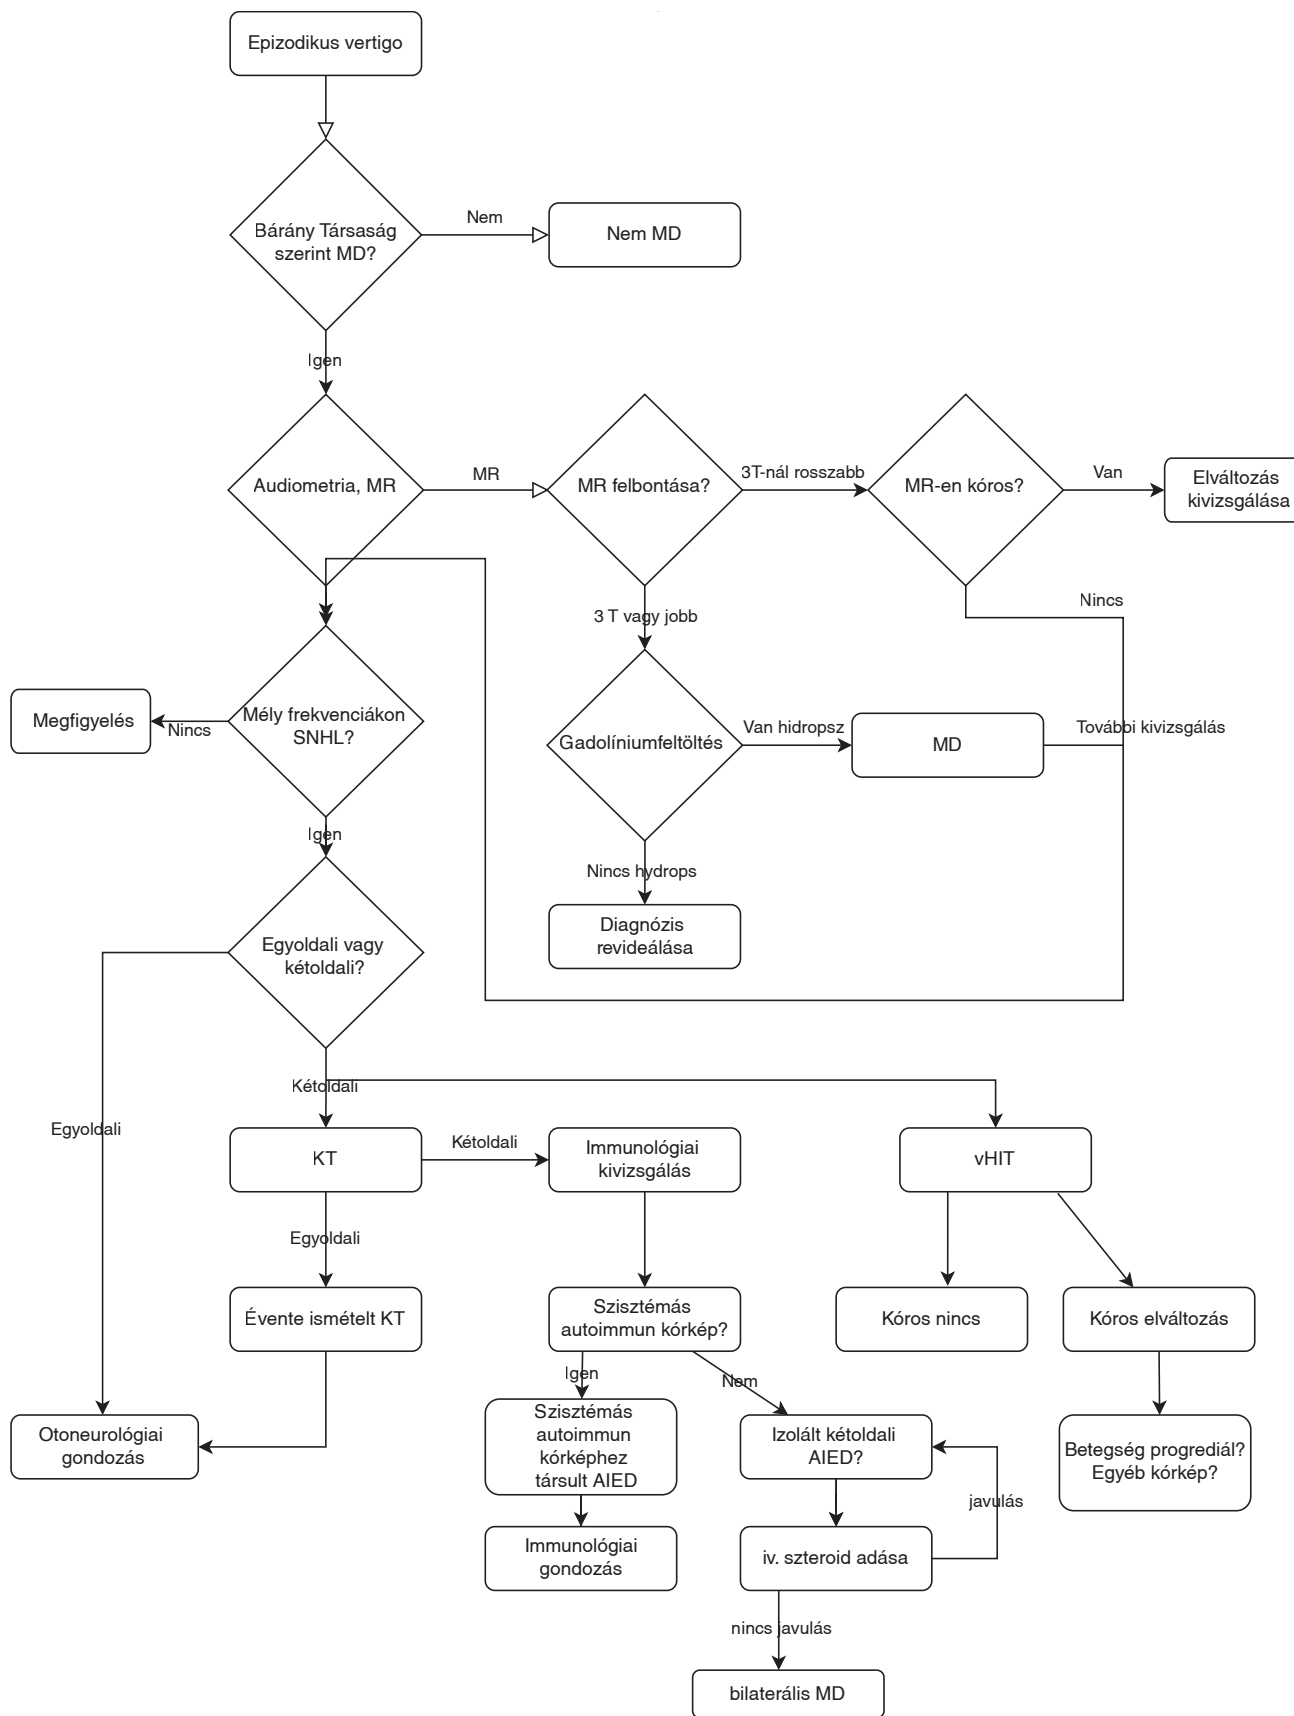 Epizodikus vertigo
Bárány Társaság
szerint MD?
Nem
Nem MD
Igen
Audiometria, MR
MR
MR felbontása?
3T-nál rosszabb
MR-en kóros?
Van
Elváltozás
kivizsgálása
Nincs
3 T vagy jobb
Mély frekvenciákon
SNHL?
Nincs
Megfigyelés
Gadolíniumfeltöltés
Van hidropsz
MD
További kivizsgálás
Igen
Nincs hydrops
Diagnózis
revideálása
Egyoldali vagy
kétoldali?
Kétoldali
Egyoldali
KT
Kétoldali
Immunológiai
kivizsgálás
vHIT
Egyoldali
Évente ismételt KT
Szisztémás
autoimmun kórkép?
Kóros nincs
Kóros elváltozás
Igen
Nem
Otoneurológiai
gondozás
Szisztémás
autoimmun
kórképhez
társult AIED
Izolált kétoldali
AIED?
Betegség progrediál?
Egyéb kórkép?
javulás
Immunológiai
gondozás
iv. szteroid adása
nincs javulás
bilaterális MD